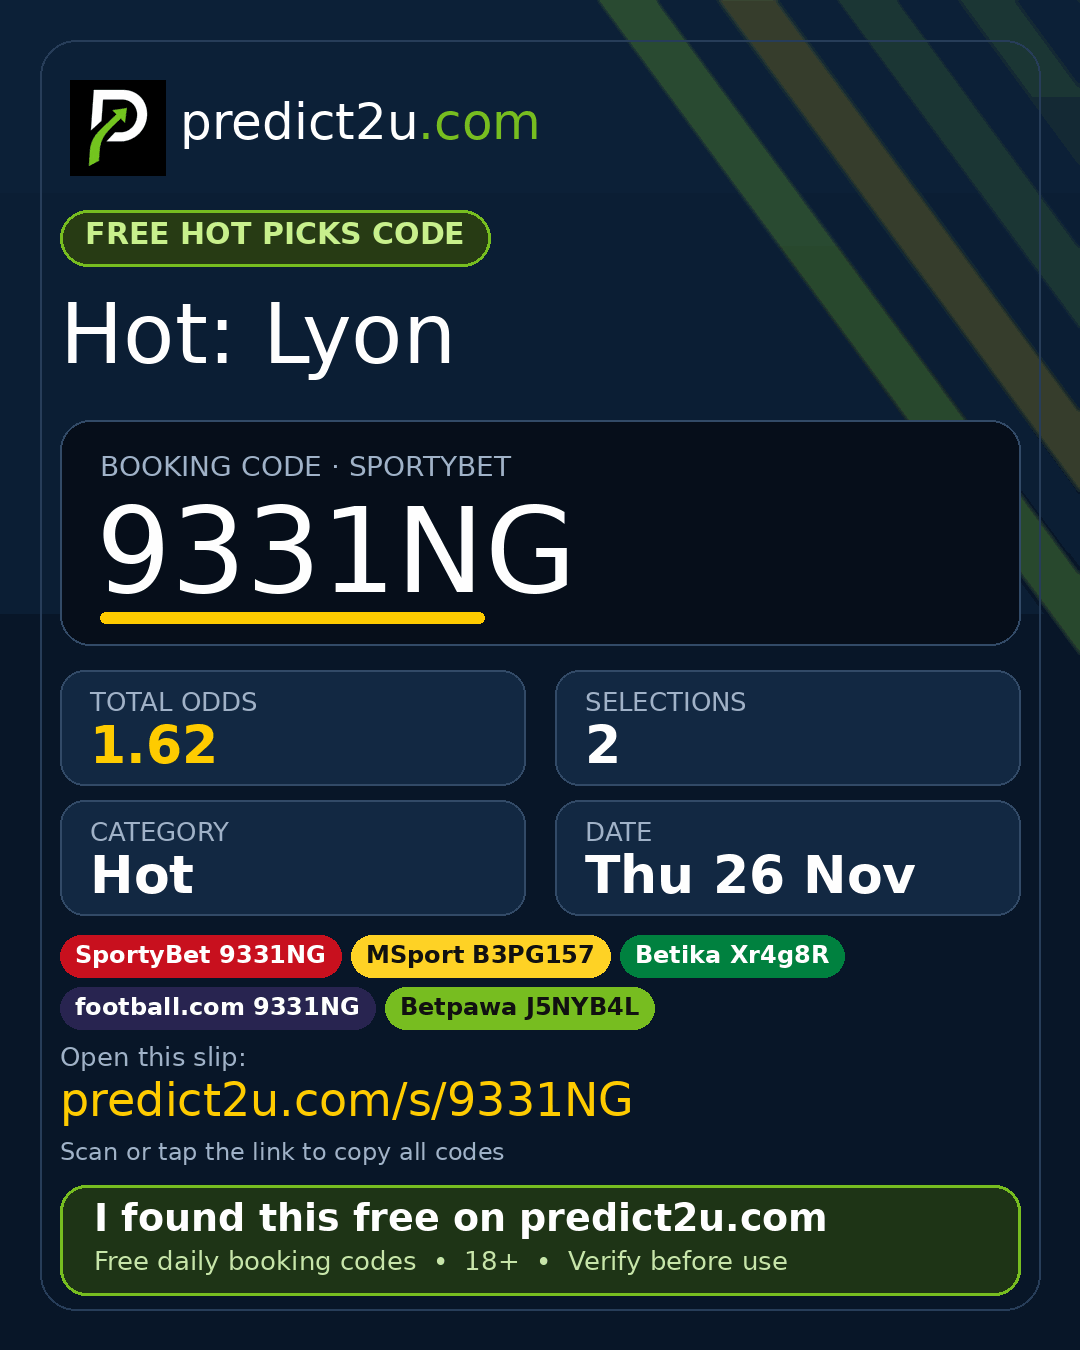 predict2u.com
FREE HOT PICKS CODE
Hot: Lyon
BOOKING CODE · SPORTYBET
9331NG
TOTAL ODDS
1.62
SELECTIONS
2
CATEGORY
Hot
DATE
Thu 26 Nov
SportyBet 9331NG
MSport B3PG157
Betika Xr4g8R
football.com 9331NG
Betpawa J5NYB4L
Open this slip:
predict2u.com/s/9331NG
Scan or tap the link to copy all codes
I found this free on predict2u.com
Free daily booking codes • 18+ • Verify before use